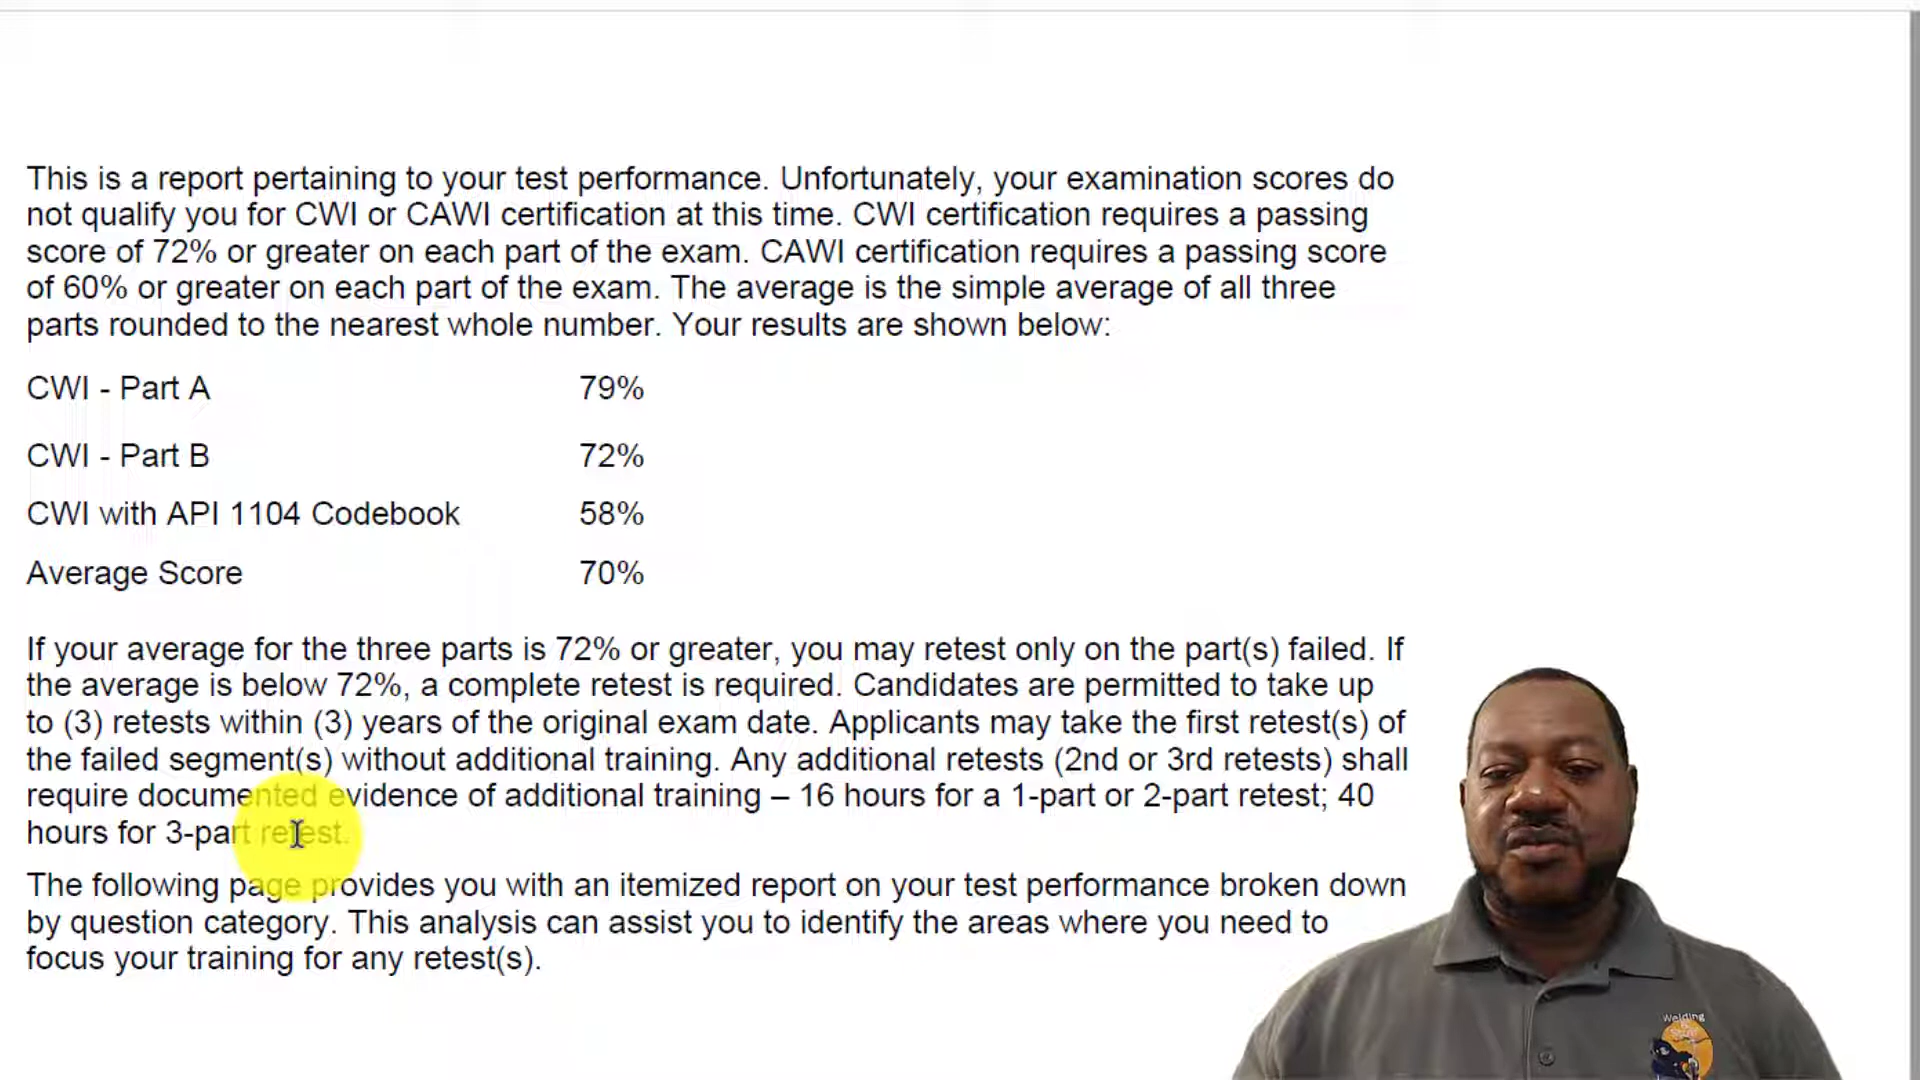 This is a report pertaining to your test performance. Unfortunately, your examination scores do
not qualify you for CWI or CAWI certification at this time. CWI certification requires a passing
score of 72% or greater on each part of the exam. CAWI certification requires a passing score
of 60% or greater on each part of the exam. The average is the simple average of all three
parts rounded to the nearest whole number. Your results are shown below:
CWI - Part A 79%
CWI - Part B 72%
CWI with API 1104 Codebook 58%
Average Score 70%
If your average for the three parts is 72% or greater, you may retest only on the part(s) failed. If
the average is below 72%, a complete retest is required. Candidates are permitted to take up
to (3) retests within (3) years of the original exam date. Applicants may take the first retest(s) of
the failed segment(s) without additional training. Any additional retests (2nd or 3rd retests) shall
require documented evidence of additional training – 16 hours for a 1-part or 2-part retest; 40
hours for 3-part retest.
The following page provides you with an itemized report on your test performance broken down
by question category. This analysis can assist you to identify the areas where you need to
focus your training for any retest(s).
Welding